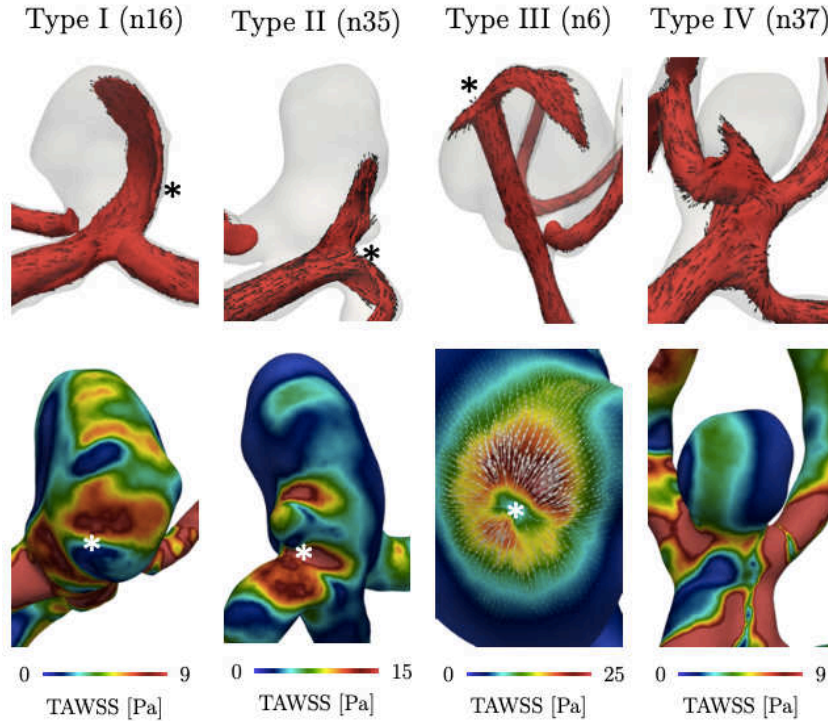 Type I (n16) Type II (n35) Type III (n6) Type IV (n37)
*
*
*
*
*
*
0 9 0 15 0 25 0 9
TAWSS [Pa] TAWSS [Pa] TAWSS [Pa] TAWSS [Pa]